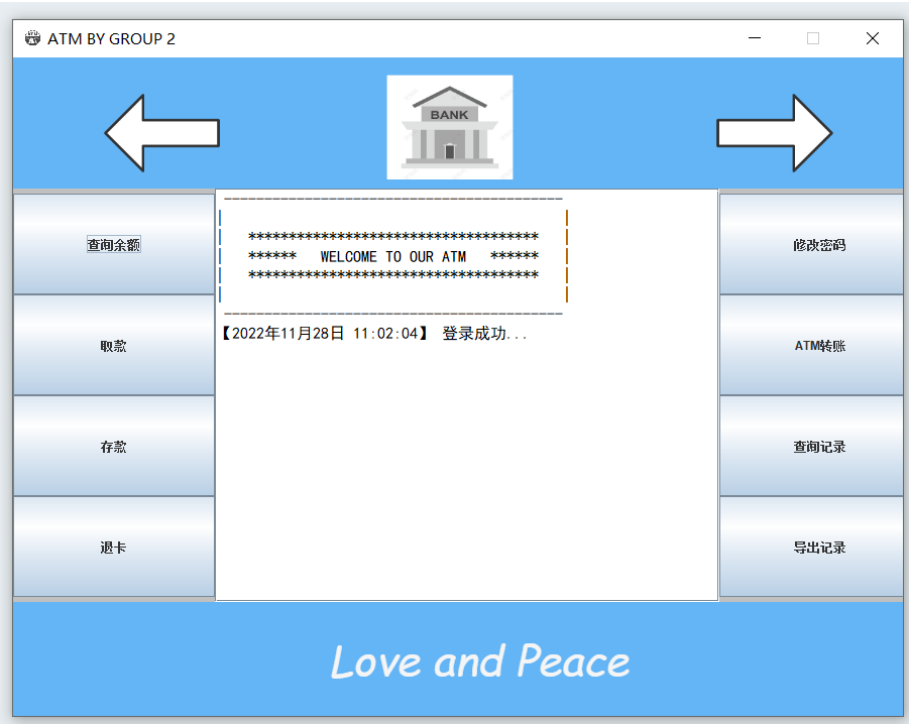 ATM BY GROUP 2
BANK
查询余额
取款
存款
退卡
------------------------------------------
************************************
****** WELCOME TO OUR ATM ******
************************************
------------------------------------------
【2022年11月28日 11:02:04】 登录成功...
修改密码
ATM转账
查询记录
导出记录
Love and Peace